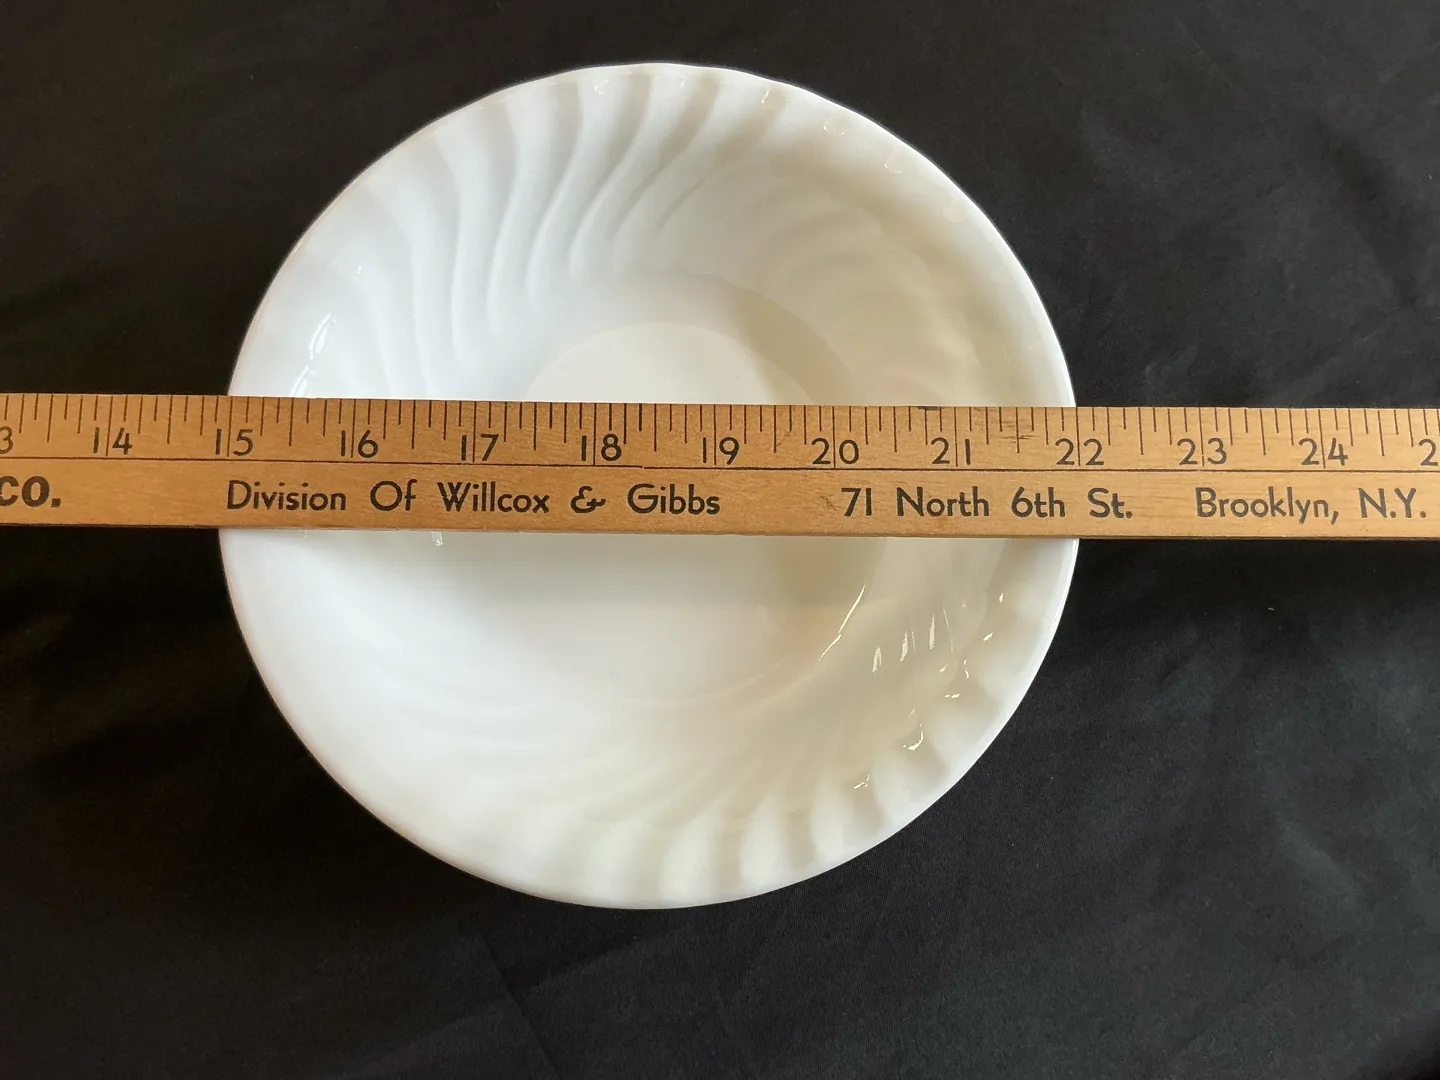 3 14 15 16 17 18 19 20 21 22 23 24 2
CO. Division Of Willcox & Gibbs 71 North 6th St. Brooklyn, N.Y.